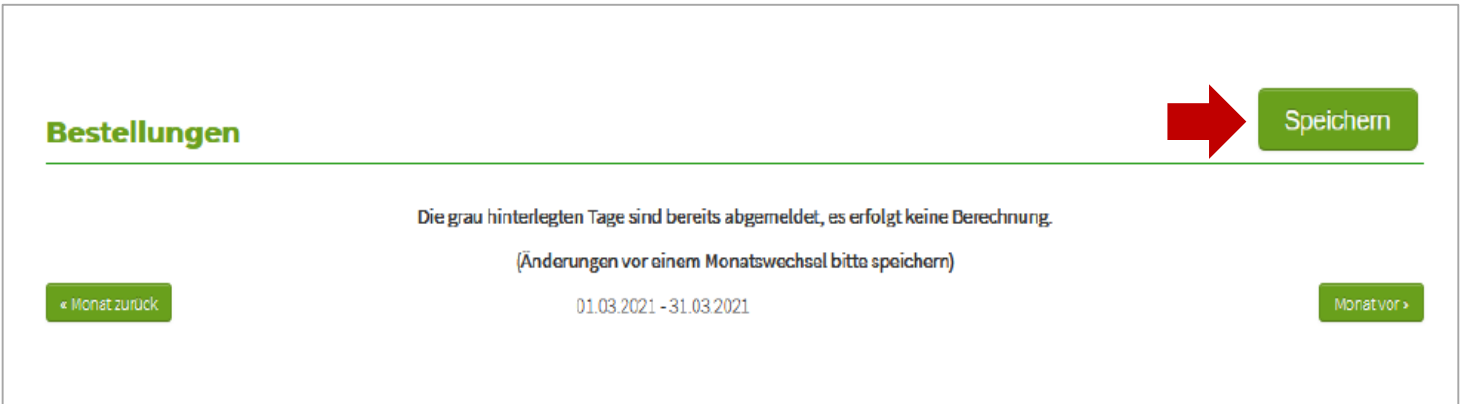 Bestellungen
Speichern
Die grau hinterlegten Tage sind bereits abgemeldet, es erfolgt keine Berechnung.
(Änderungen vor einem Monatswechsel bitte speichern)
« Monat zurück
01.03.2021 - 31.03.2021
Monat vor »